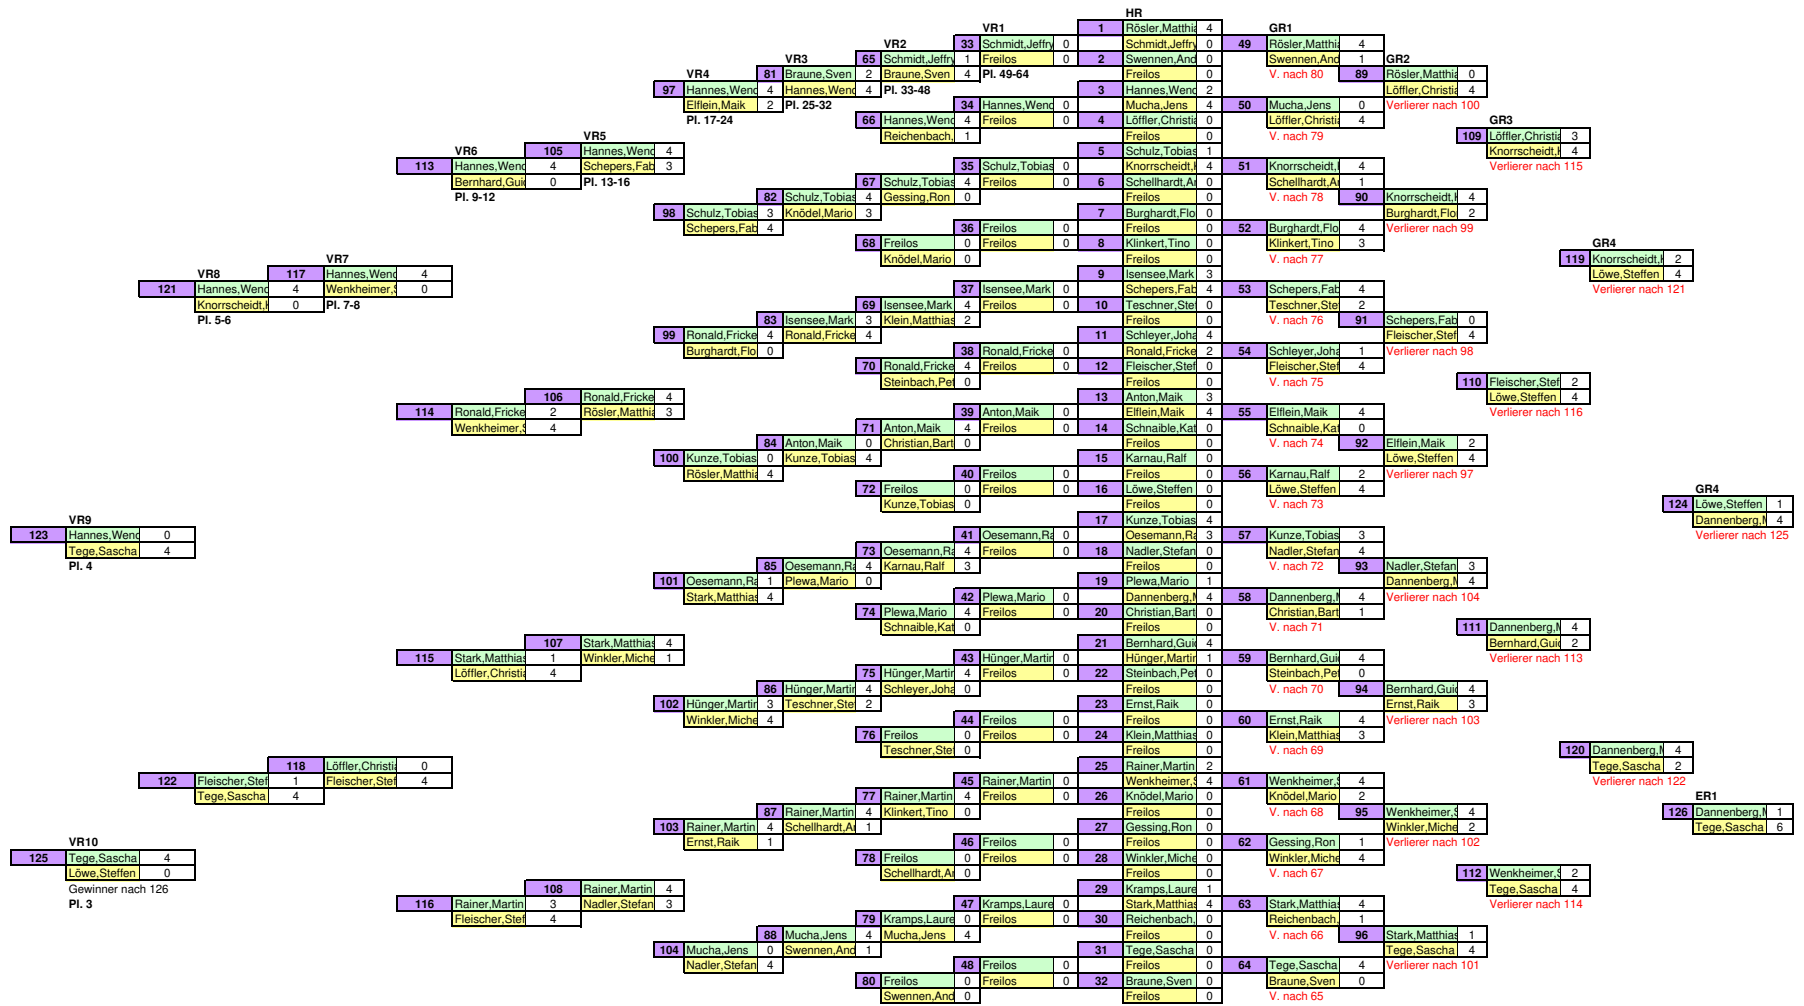 VR9
123 Hannes,Wend 0
Tege,Sascha 4
Pl. 4
VR10
125 Tege,Sascha 4
Löwe,Steffen 0
Gewinner nach 126
Pl. 3
VR8
121 Hannes,Wend 4
Knorrscheidt,H 0
Pl. 5-6
122 Fleischer,Stef 1
Tege,Sascha 4
VR7
117 Hannes,Wend 4
Wenkheimer,S 0
Pl. 7-8
118 Löffler,Christia 0
Fleischer,Stef 4
VR6
113 Hannes,Wend 4
Bernhard,Guid 0
Pl. 9-12
114 Ronald,Fricke 2
Wenkheimer,S 4
115 Stark,Matthias 1
Löffler,Christia 4
116 Rainer,Martin 3
Fleischer,Stef 4
VR5
105 Hannes,Wend 4
Schepers,Fab 3
Pl. 13-16
106 Ronald,Fricke 4
Rösler,Matthia 3
107 Stark,Matthias 4
Winkler,Miche 1
108 Rainer,Martin 4
Nadler,Stefan 3
VR4
97 Hannes,Wend 4
Elflein,Maik 2
Pl. 17-24
98 Schulz,Tobias 3
Schepers,Fab 4
99 Ronald,Fricke 4
Burghardt,Flo 0
100 Kunze,Tobias 0
Rösler,Matthia 4
101 Oesemann,Ra 1
Stark,Matthias 4
102 Hünger,Martin 3
Winkler,Miche 4
103 Rainer,Martin 4
Ernst,Raik 1
104 Mucha,Jens 0
Nadler,Stefan 4
VR3
81 Braune,Sven 2
Hannes,Wend 4
Pl. 25-32
82 Schulz,Tobias 4
Knödel,Mario 3
83 Isensee,Mark 3
Ronald,Fricke 4
84 Anton,Maik 0
Kunze,Tobias 4
85 Oesemann,Ra 4
Plewa,Mario 0
86 Hünger,Martin 4
Teschner,Stef 2
87 Rainer,Martin 4
Schellhardt,An 1
88 Mucha,Jens 4
Swennen,And 1
VR2
65 Schmidt,Jeffry 1
Braune,Sven 4
Pl. 33-48
66 Hannes,Wend 4
Reichenbach, 1
67 Schulz,Tobias 4
Gessing,Ron 0
68 Freilos 0
Knödel,Mario 0
69 Isensee,Mark 4
Klein,Matthias 2
70 Ronald,Fricke 4
Steinbach,Pet 0
71 Anton,Maik 4
Christian,Bart 0
72 Freilos 0
Kunze,Tobias 0
73 Oesemann,Ra 4
Karnau,Ralf 3
74 Plewa,Mario 4
Schnaible,Kat 0
75 Hünger,Martin 4
Schleyer,Joha 0
76 Freilos 0
Teschner,Stef 0
77 Rainer,Martin 4
Klinkert,Tino 0
78 Freilos 0
Schellhardt,An 0
79 Kramps,Laure 0
Mucha,Jens 4
80 Freilos 0
Swennen,And 0
VR1
33 Schmidt,Jeffry 0
Freilos 0
Pl. 49-64
34 Hannes,Wend 0
Freilos 0
35 Schulz,Tobias 0
Freilos 0
36 Freilos 0
Freilos 0
37 Isensee,Mark 0
Freilos 0
38 Ronald,Fricke 0
Freilos 0
39 Anton,Maik 0
Freilos 0
40 Freilos 0
Freilos 0
41 Oesemann,Ra 0
Freilos 0
42 Plewa,Mario 0
Freilos 0
43 Hünger,Martin 0
Freilos 0
44 Freilos 0
Freilos 0
45 Rainer,Martin 0
Freilos 0
46 Freilos 0
Freilos 0
47 Kramps,Laure 0
Freilos 0
48 Freilos 0
Freilos 0
HR
1 Rösler,Matthia 4
Schmidt,Jeffry 0
2 Swennen,And 0
Freilos 0
3 Hannes,Wend 2
Mucha,Jens 4
4 Löffler,Christia 0
Freilos 0
5 Schulz,Tobias 1
Knorrscheidt,H 4
6 Schellhardt,An 0
Freilos 0
7 Burghardt,Flo 0
Freilos 0
8 Klinkert,Tino 0
Freilos 0
9 Isensee,Mark 3
Schepers,Fab 4
10 Teschner,Stef 0
Freilos 0
11 Schleyer,Joha 4
Ronald,Fricke 2
12 Fleischer,Stef 0
Freilos 0
13 Anton,Maik 3
Elflein,Maik 4
14 Schnaible,Kat 0
Freilos 0
15 Karnau,Ralf 0
Freilos 0
16 Löwe,Steffen 0
Freilos 0
17 Kunze,Tobias 4
Oesemann,Ra 3
18 Nadler,Stefan 0
Freilos 0
19 Plewa,Mario 1
Dannenberg,M 4
20 Christian,Bart 0
Freilos 0
21 Bernhard,Guid 4
Hünger,Martin 1
22 Steinbach,Pet 0
Freilos 0
23 Ernst,Raik 0
Freilos 0
24 Klein,Matthias 0
Freilos 0
25 Rainer,Martin 2
Wenkheimer,S 4
26 Knödel,Mario 0
Freilos 0
27 Gessing,Ron 0
Freilos 0
28 Winkler,Miche 0
Freilos 0
29 Kramps,Laure 1
Stark,Matthias 4
30 Reichenbach, 0
Freilos 0
31 Tege,Sascha 0
Freilos 0
32 Braune,Sven 0
Freilos 0
GR1
49 Rösler,Matthia 4
Swennen,And 1
V. nach 80
50 Mucha,Jens 0
Löffler,Christia 4
V. nach 79
51 Knorrscheidt,H 4
Schellhardt,An 1
V. nach 78
52 Burghardt,Flo 4
Klinkert,Tino 3
V. nach 77
53 Schepers,Fab 4
Teschner,Stef 2
V. nach 76
54 Schleyer,Joha 1
Fleischer,Stef 4
V. nach 75
55 Elflein,Maik 4
Schnaible,Kat 0
V. nach 74
56 Karnau,Ralf 2
Löwe,Steffen 4
V. nach 73
57 Kunze,Tobias 3
Nadler,Stefan 4
V. nach 72
58 Dannenberg,M 4
Christian,Bart 1
V. nach 71
59 Bernhard,Guid 4
Steinbach,Pet 0
V. nach 70
60 Ernst,Raik 4
Klein,Matthias 3
V. nach 69
61 Wenkheimer,S 4
Knödel,Mario 2
V. nach 68
62 Gessing,Ron 1
Winkler,Miche 4
V. nach 67
63 Stark,Matthias 4
Reichenbach, 1
V. nach 66
64 Tege,Sascha 4
Braune,Sven 0
V. nach 65
GR2
89 Rösler,Matthia 0
Löffler,Christia 4
Verlierer nach 100
90 Knorrscheidt,H 4
Burghardt,Flo 2
Verlierer nach 99
91 Schepers,Fab 0
Fleischer,Stef 4
Verlierer nach 98
92 Elflein,Maik 2
Löwe,Steffen 4
Verlierer nach 97
93 Nadler,Stefan 3
Dannenberg,M 4
Verlierer nach 104
94 Bernhard,Guid 4
Ernst,Raik 3
Verlierer nach 103
95 Wenkheimer,S 4
Winkler,Miche 2
Verlierer nach 102
96 Stark,Matthias 1
Tege,Sascha 4
Verlierer nach 101
GR3
109 Löffler,Christia 3
Knorrscheidt,H 4
Verlierer nach 115
110 Fleischer,Stef 2
Löwe,Steffen 4
Verlierer nach 116
111 Dannenberg,M 4
Bernhard,Guid 2
Verlierer nach 113
112 Wenkheimer,S 2
Tege,Sascha 4
Verlierer nach 114
GR4
119 Knorrscheidt,H 2
Löwe,Steffen 4
Verlierer nach 121
120 Dannenberg,M 4
Tege,Sascha 2
Verlierer nach 122
GR4
124 Löwe,Steffen 1
Dannenberg,M 4
Verlierer nach 125
ER1
126 Dannenberg,M 1
Tege,Sascha 6